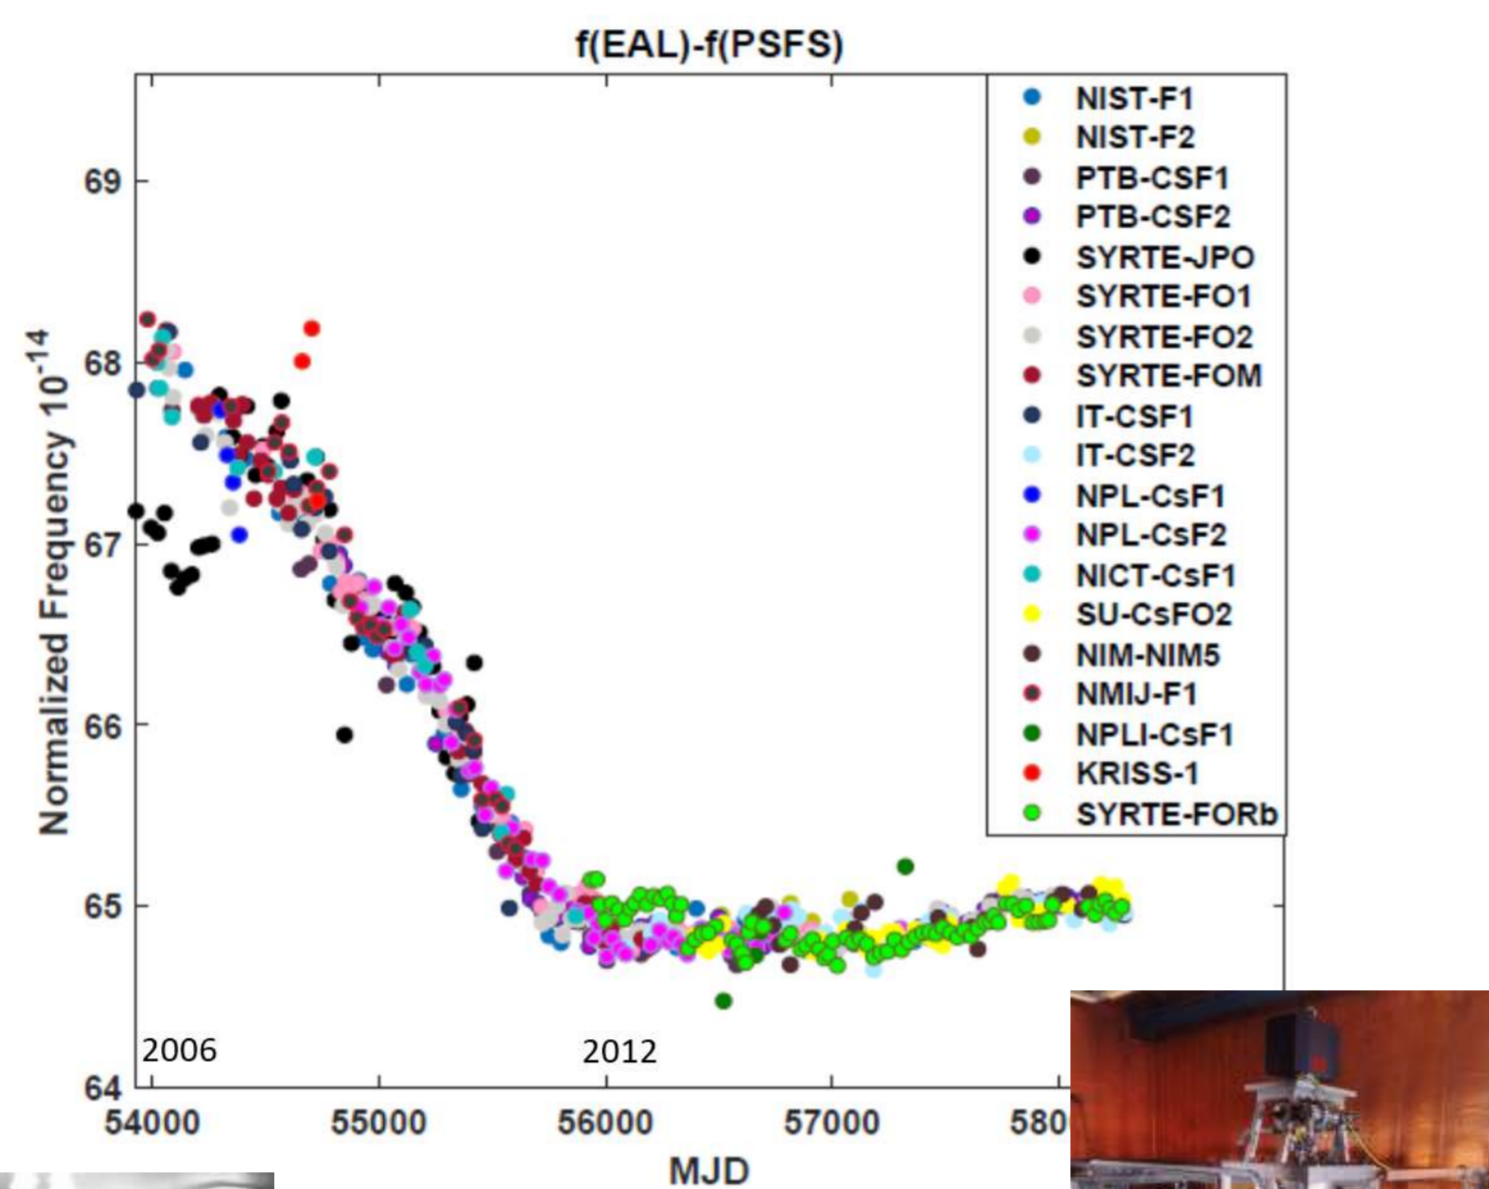 f(EAL)-f(PSFS)
NIST-F1
NIST-F2
PTB-CSF1
PTB-CSF2
SYRTE-JPO
SYRTE-FO1
SYRTE-FO2
SYRTE-FOM
IT-CSF1
IT-CSF2
NPL-CsF1
NPL-CsF2
NICT-CsF1
SU-CsFO2
NIM-NIM5
NMIJ-F1
NPLI-CsF1
KRISS-1
SYRTE-FORb
Normalized Frequency 10-14
69
68
67
66
65
64
2006 2012
54000 55000 56000 57000 580
MJD